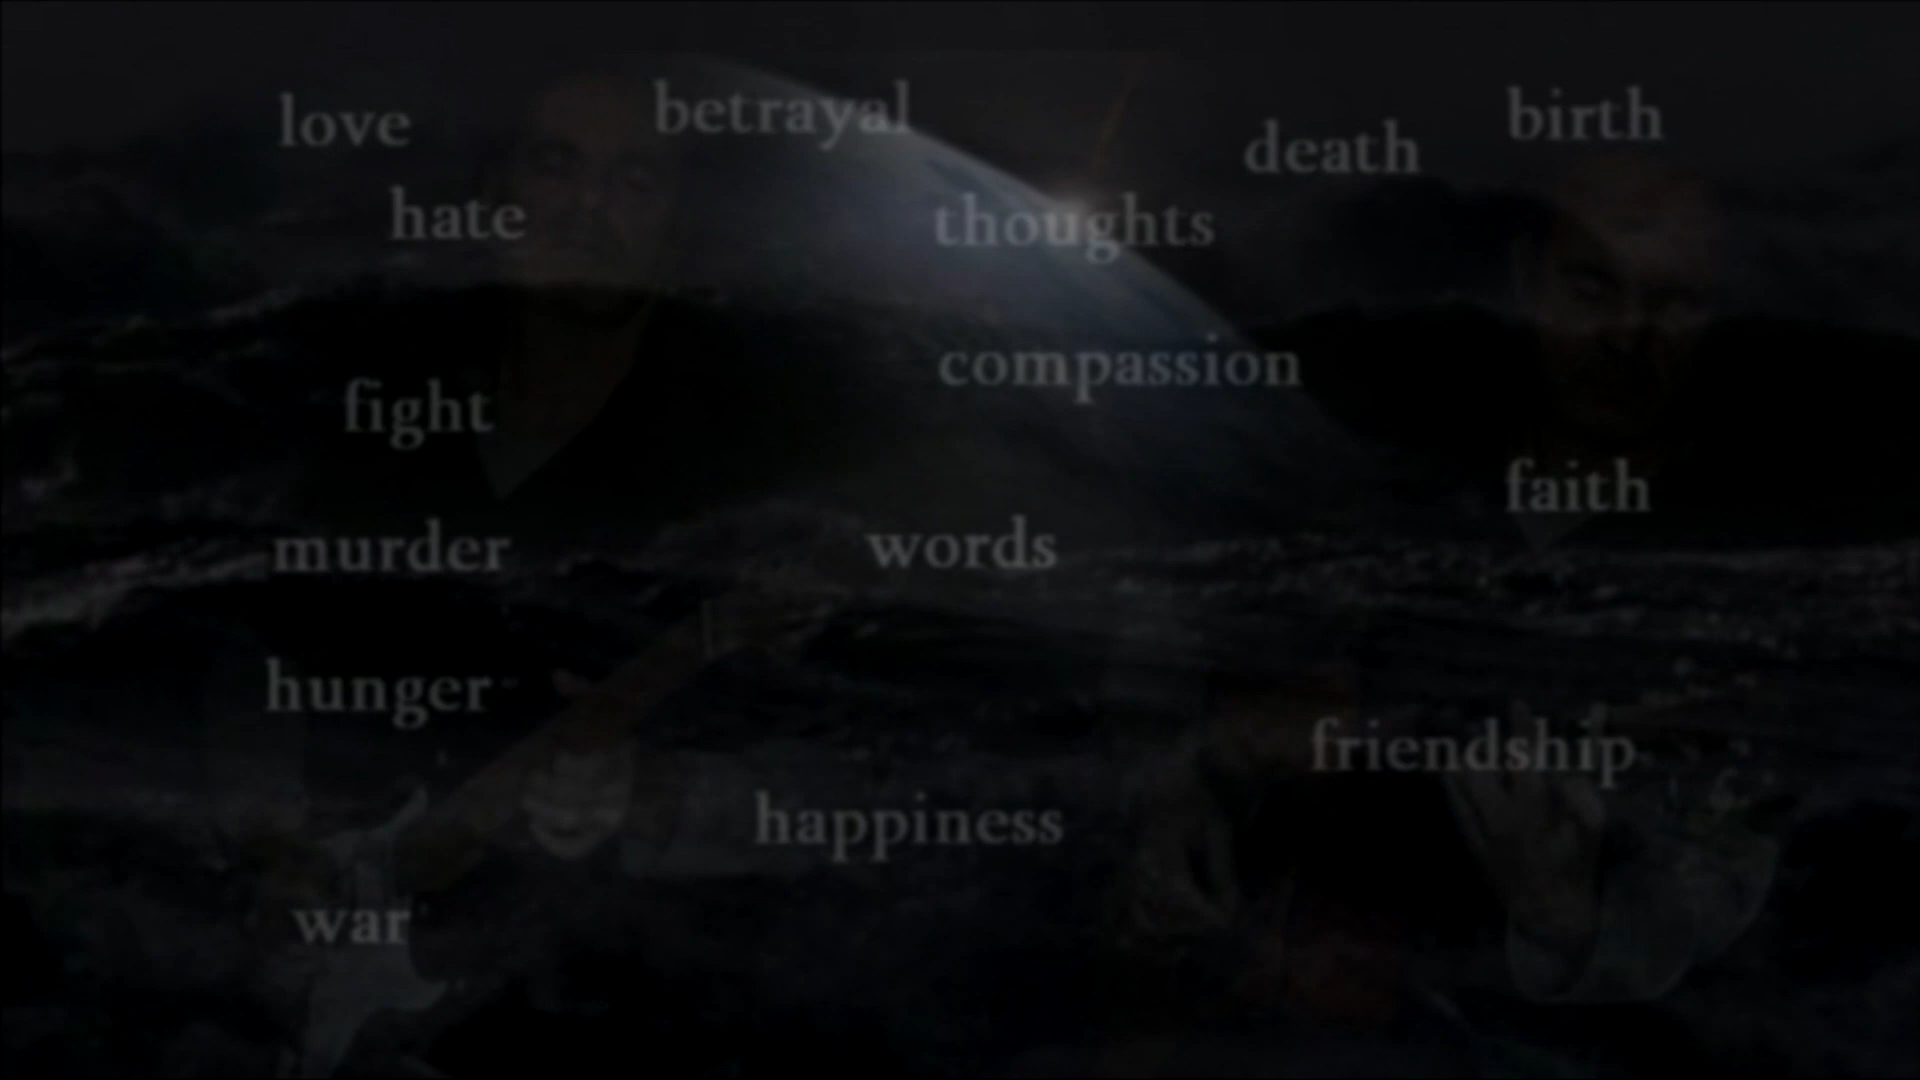 love
betrayal
death
birth
hate
thoughts
compassion
fight
faith
murder
words
hunger
friendship
happiness
war